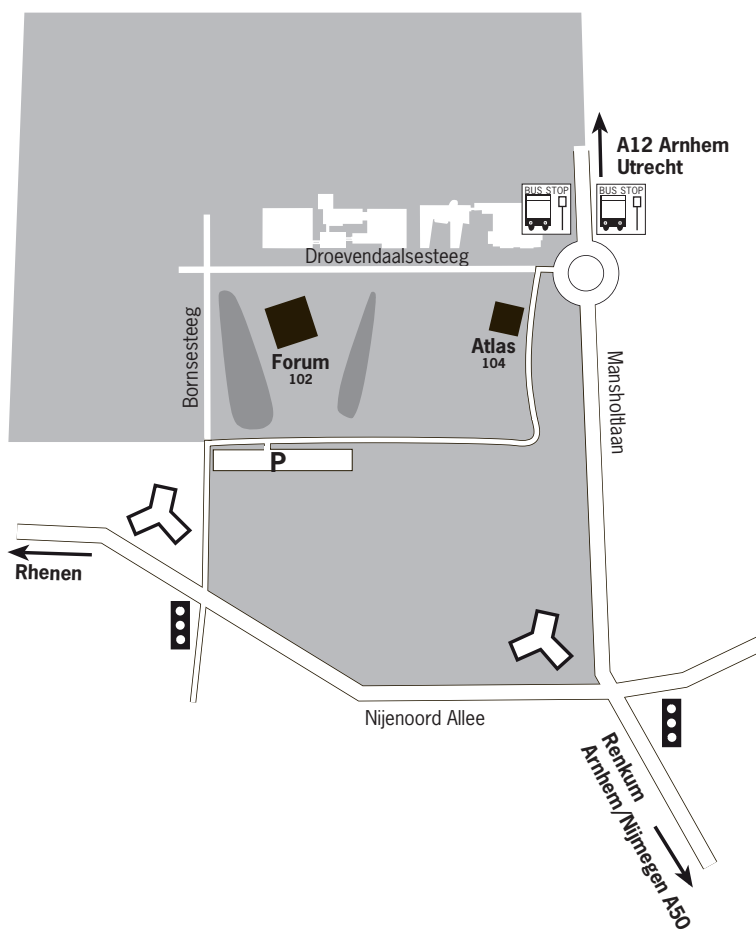 A12 Arnhem
Utrecht
BUS STOP
BUS STOP
Droevendaalsesteeg
Bornsesteeg
Forum
102
Atlas
104
Mansholtlaan
P
Rhenen
Nijenoord Allee
Renkum
Arnhem/Nijmegen A50